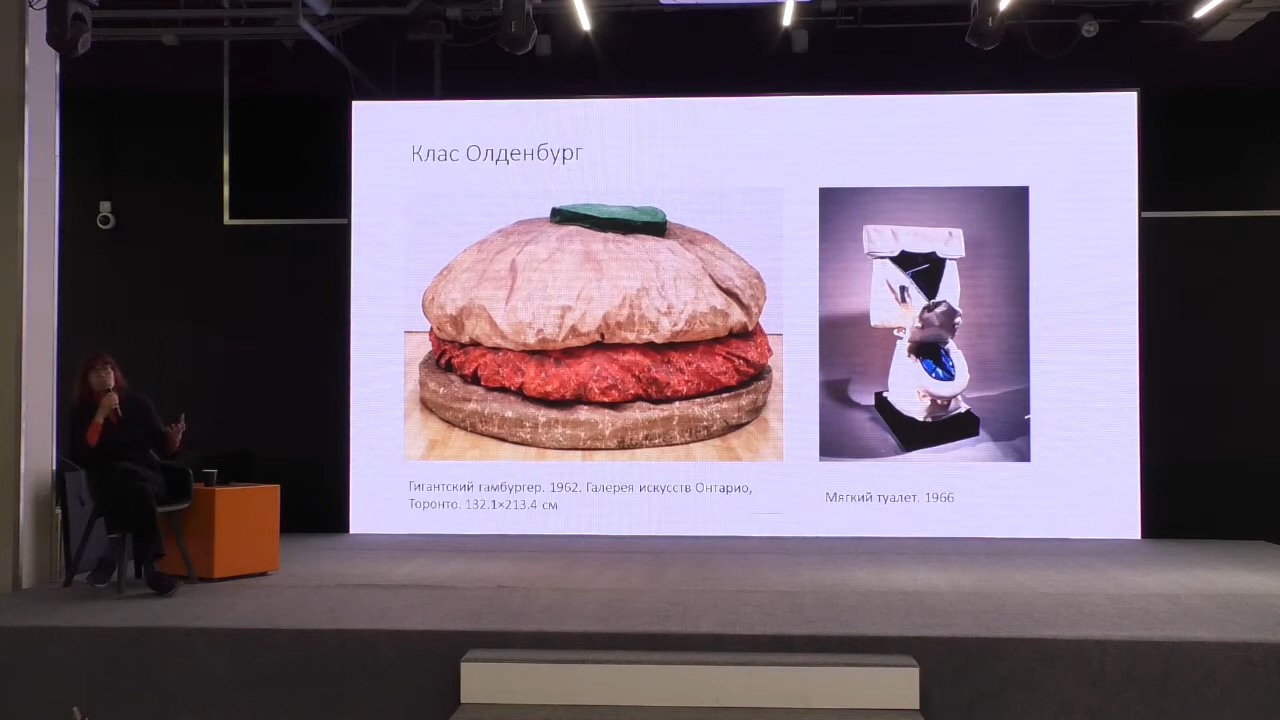 Клас Олденбург
Гигантский гамбургер. 1962. Галерея искусств Онтарио,
Торонто. 132.1×213.4 см
Мягкий туалет. 1966